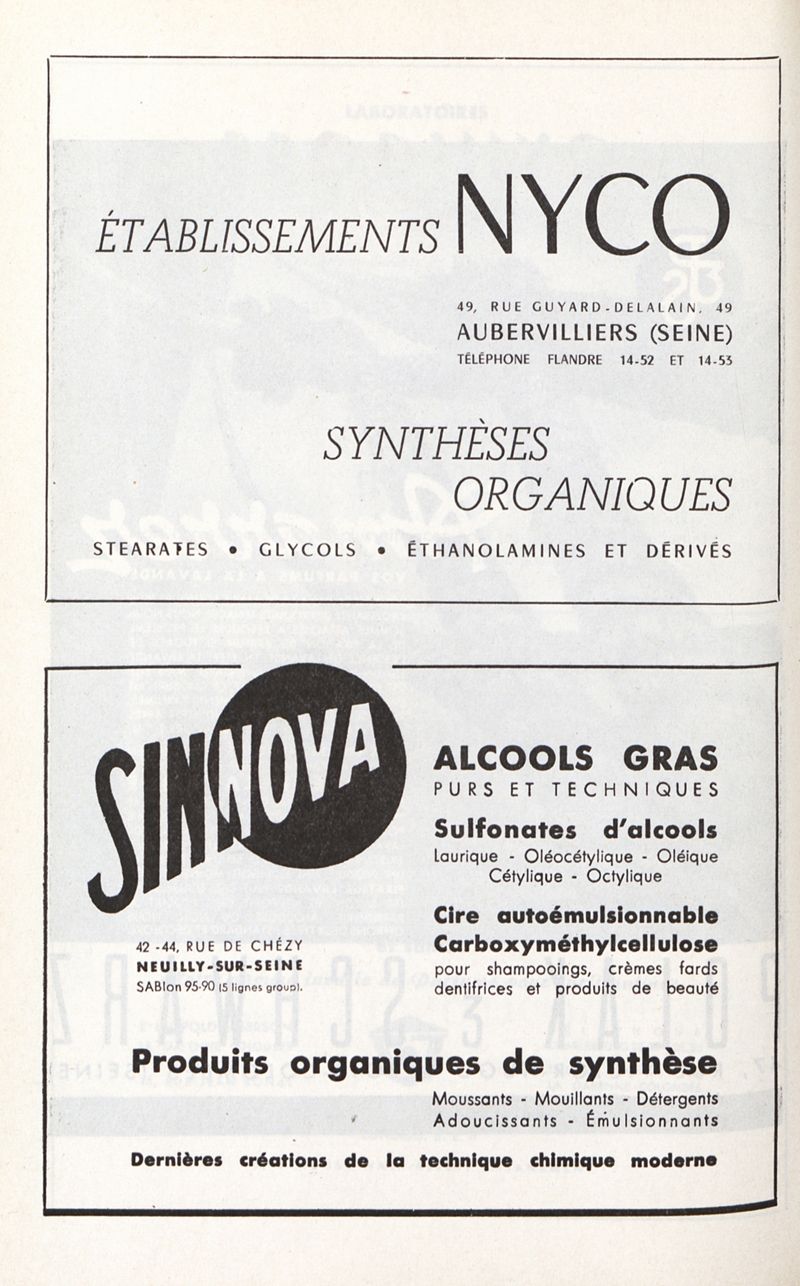 ÉTABLISSEMENTS NYCO
49, RUE GUYARD-DELALAIN, 49
AUBERVILLIERS (SEINE)
TÉLÉPHONE FLANDRE 14-52 ET 14-53
SYNTHÈSES
ORGANIQUES
STEARATES • GLYCOLS • ÉTHANOLAMINES ET DÉRIVÉS
SINNOVA
ALCOOLS GRAS
PURS ET TECHNIQUES
Sulfonates d'alcools
Laurique - Oléocétylique - Oléique
Cétylique - Octylique
Cire autoémulsionnable
Carboxyméthylcellulose
pour shampooings, crèmes fards
dentifrices et produits de beauté
42-44, RUE DE CHÉZY
NEUILLY-SUR-SEINE
SABlon 95-90 (5 lignes group).
Produits organiques de synthèse
Moussants - Mouillants - Détergents
Adoucissants - Émulsionnants
Dernières créations de la technique chimique moderne